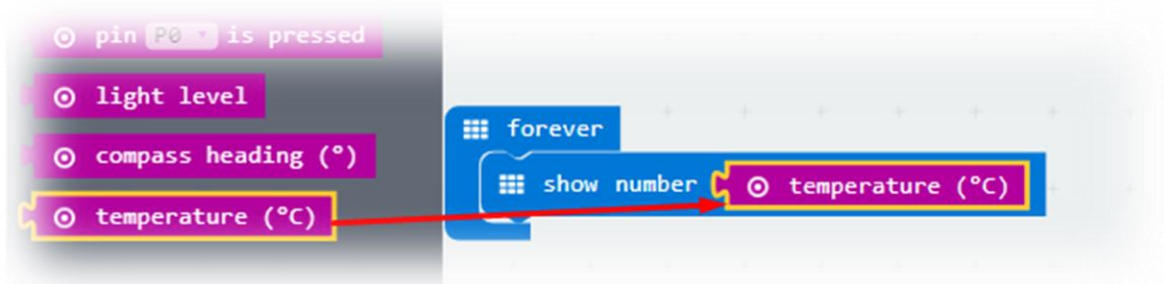 pin P0 is pressed
light level
compass heading (°)
temperature (°C)
forever
show number temperature (°C)